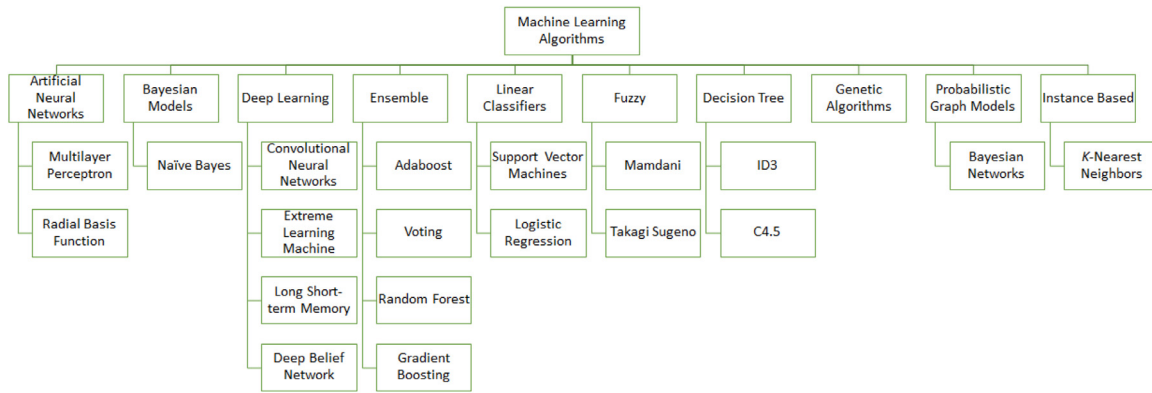 Machine Learning
Algorithms
Artificial
Neural
Networks
Bayesian
Models
Deep Learning
Ensemble
Linear
Classifiers
Fuzzy
Decision Tree
Genetic
Algorithms
Probabilistic
Graph Models
Instance Based
Multilayer
Perceptron
Naïve Bayes
Convolutional
Neural
Networks
Adaboost
Support Vector
Machines
Mamdani
ID3
Bayesian
Networks
K-Nearest
Neighbors
Radial Basis
Function
Extreme
Learning
Machine
Voting
Logistic
Regression
Takagi Sugeno
C4.5
Long Short-
term Memory
Random Forest
Deep Belief
Network
Gradient
Boosting